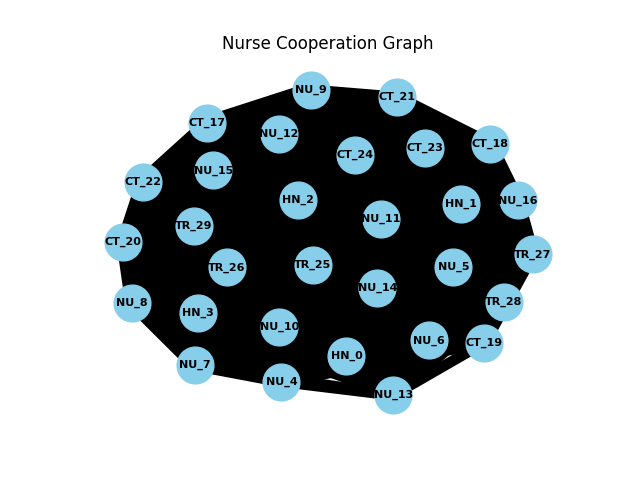 Nurse Cooperation Graph
NU_9
CT_21
CT_17
NU_12
CT_18
CT_23
CT_24
NU_15
CT_22
HN_2
NU_16
HN_1
NU_11
TR_29
CT_20
TR_27
TR_25
TR_26
NU_5
NU_14
NU_8
TR_28
HN_3
NU_10
NU_6
CT_19
HN_0
NU_7
NU_4
NU_13